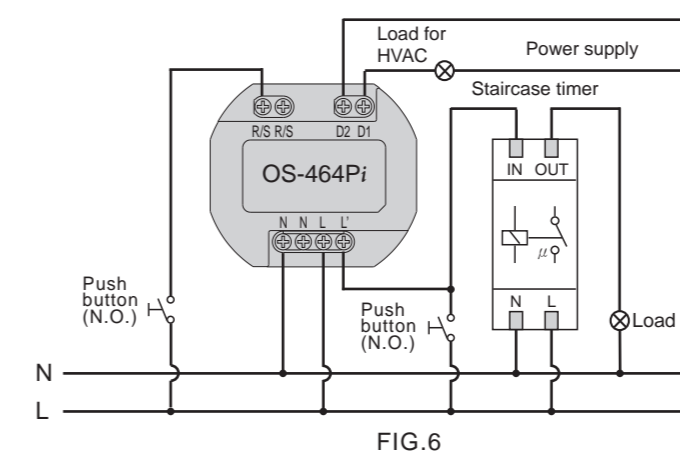 Load for
HVAC
Power supply
Staircase timer
R/S R/S
D2 D1
IN OUT
OS-464Pi
N N L L'
μ
Push
button
(N.O.)
Push
button
(N.O.)
N L
Load
N
L
FIG.6